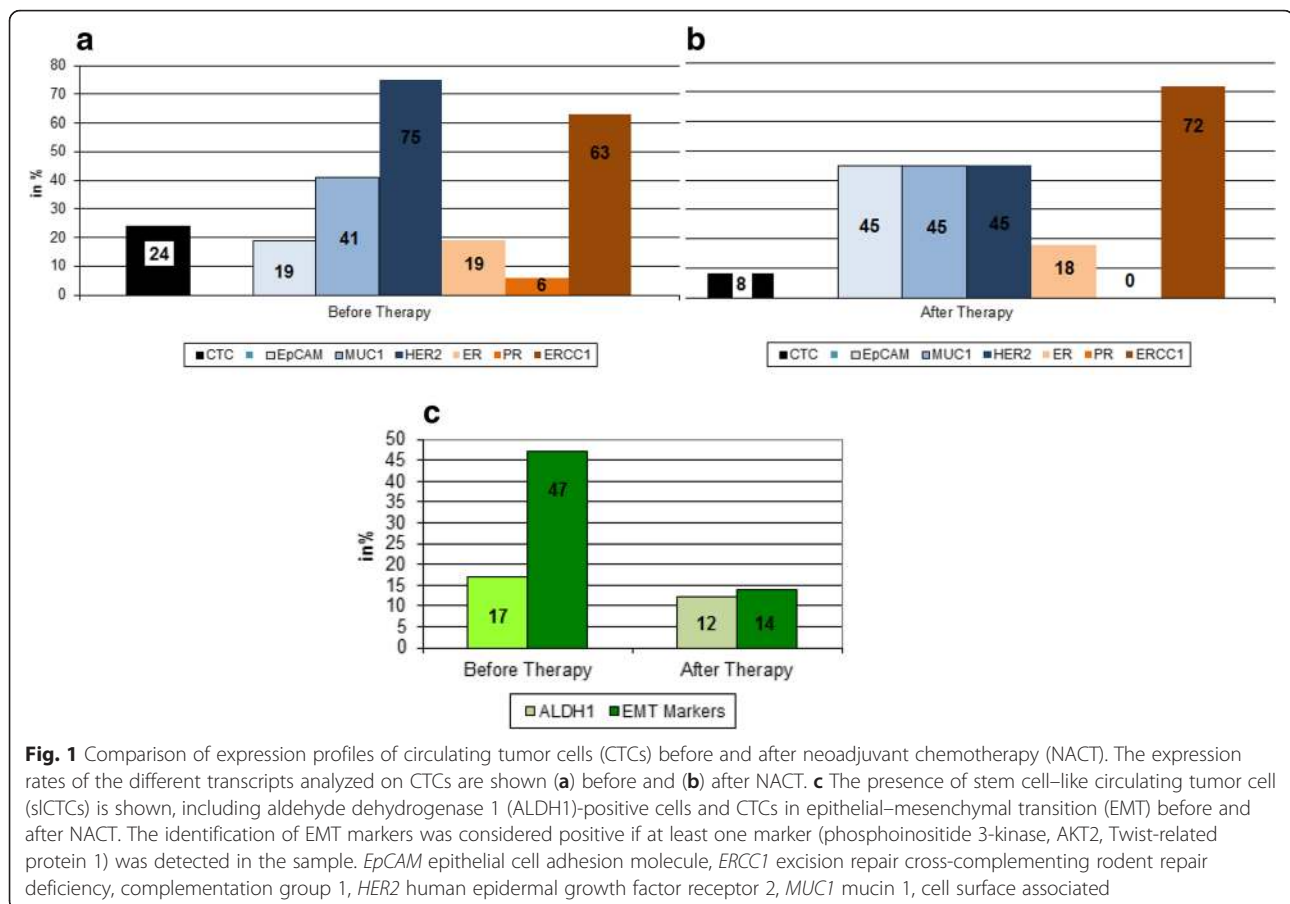 a
80
70
60
50
40
30
20
10
0
in %
24
19
41
75
19
6
63
Before Therapy
CTC EpCAM MUC1 HER2 ER PR ERCC1
b
8
45
45
45
18
0
72
After Therapy
CTC EpCAM MUC1 HER2 ER PR ERCC1
c
50
45
40
35
30
25
20
15
10
5
0
in%
17
47
12
14
Before Therapy After Therapy
ALDH1 EMT Markers
Fig. 1 Comparison of expression profiles of circulating tumor cells (CTCs) before and after neoadjuvant chemotherapy (NACT). The expression
rates of the different transcripts analyzed on CTCs are shown (a) before and (b) after NACT. c The presence of stem cell–like circulating tumor cell
(slCTCs) is shown, including aldehyde dehydrogenase 1 (ALDH1)-positive cells and CTCs in epithelial–mesenchymal transition (EMT) before and
after NACT. The identification of EMT markers was considered positive if at least one marker (phosphoinositide 3-kinase, AKT2, Twist-related
protein 1) was detected in the sample. EpCAM epithelial cell adhesion molecule, ERCC1 excision repair cross-complementing rodent repair
deficiency, complementation group 1, HER2 human epidermal growth factor receptor 2, MUC1 mucin 1, cell surface associated